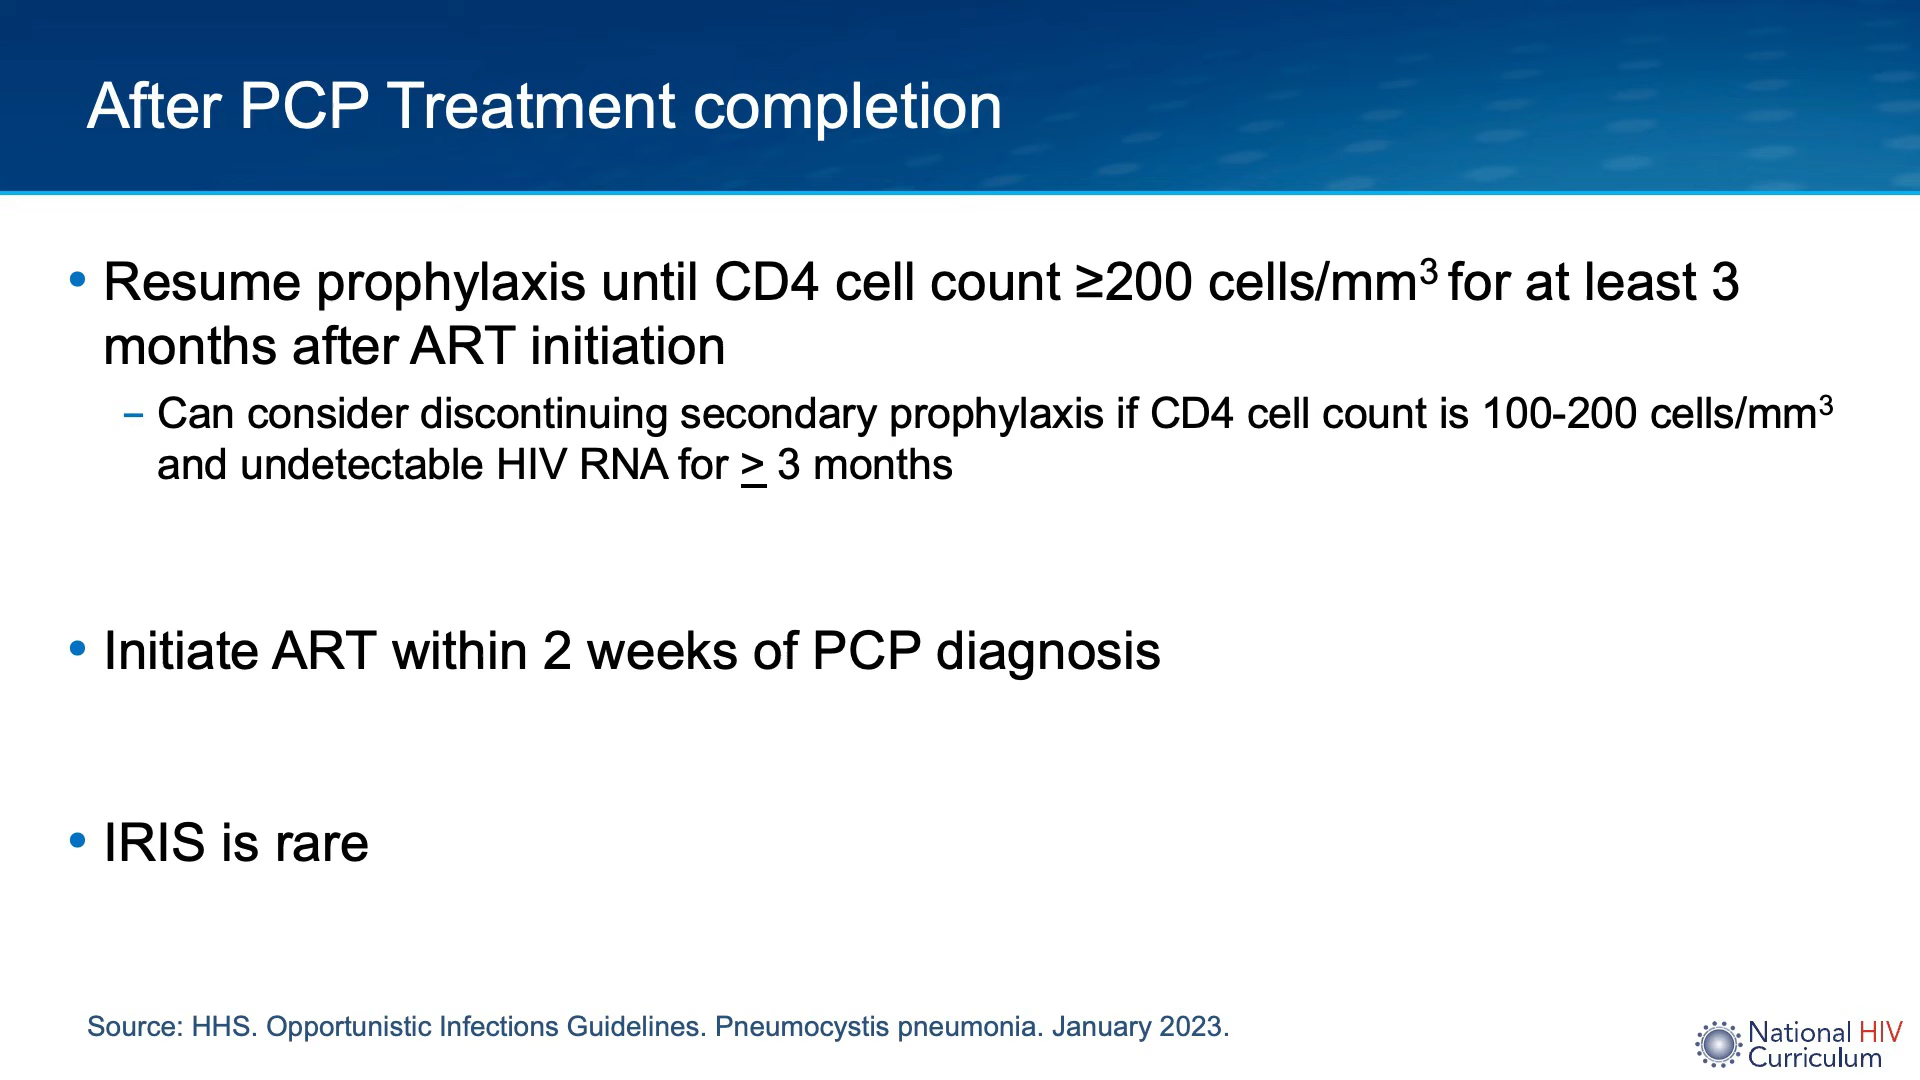 After PCP Treatment completion
• Resume prophylaxis until CD4 cell count ≥200 cells/mm³ for at least 3
months after ART initiation
– Can consider discontinuing secondary prophylaxis if CD4 cell count is 100-200 cells/mm³
and undetectable HIV RNA for ≥ 3 months
• Initiate ART within 2 weeks of PCP diagnosis
• IRIS is rare
Source: HHS. Opportunistic Infections Guidelines. Pneumocystis pneumonia. January 2023.
National HIV
Curriculum